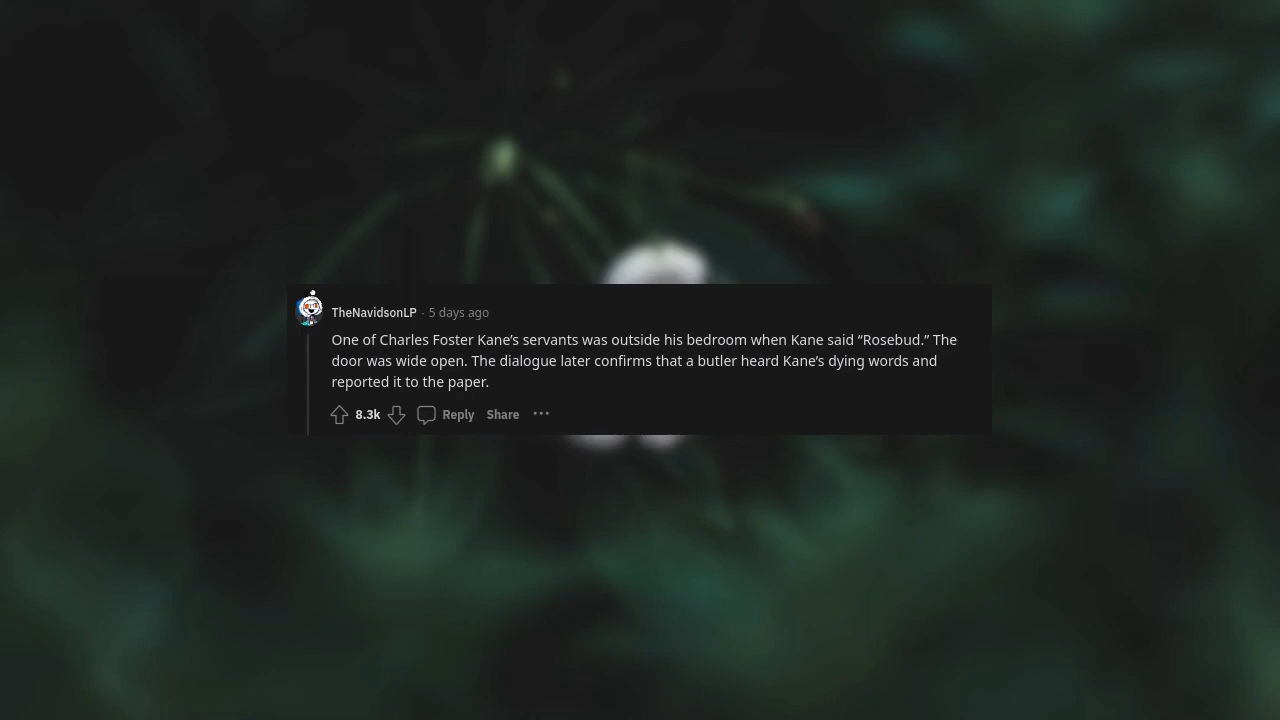 TheNavidsonLP · 5 days ago
One of Charles Foster Kane’s servants was outside his bedroom when Kane said “Rosebud.” The
door was wide open. The dialogue later confirms that a butler heard Kane’s dying words and
reported it to the paper.
8.3k Reply Share ···